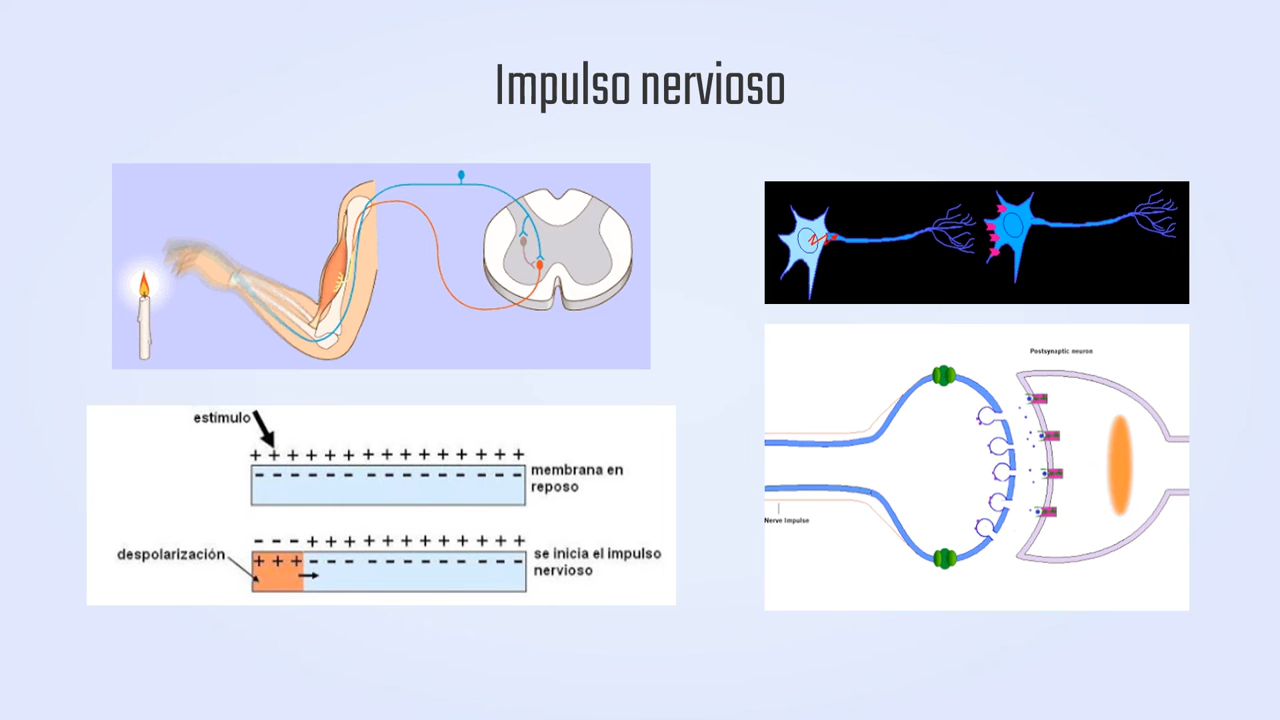 Impulso nervioso
estímulo
+ + + + + + + + + + + + + + +
- - - - - - - - - - - - - - -
membrana en
reposo
- - - + + + + + + + + + + + +
+ + + - - - - - - - - - - - -
despolarización
se inicia el impulso
nervioso
Postsynaptic neuron
Nerve Impulse